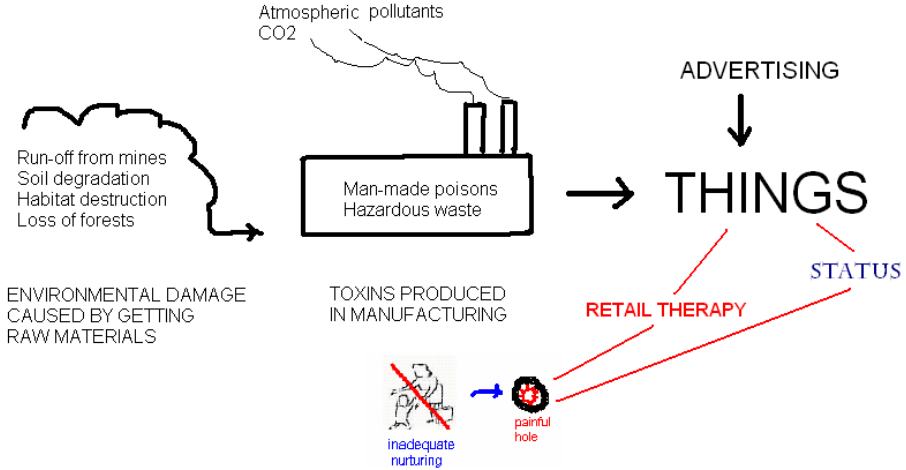 Atmospheric pollutants
CO2
ADVERTISING
Run-off from mines
Soil degradation
Habitat destruction
Loss of forests
Man-made poisons
Hazardous waste
THINGS
STATUS
ENVIRONMENTAL DAMAGE
CAUSED BY GETTING
RAW MATERIALS
TOXINS PRODUCED
IN MANUFACTURING
RETAIL THERAPY
inadequate
nurturing
painful
hole